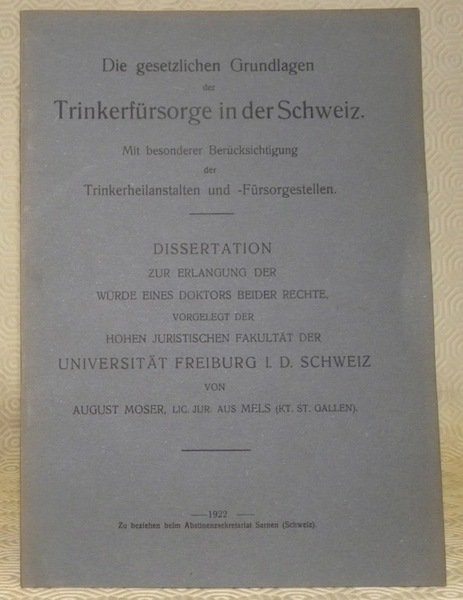 Die gesetzlichen Grundlagen
der
Trinkerfürsorge in der Schweiz.
Mit besonderer Berücksichtigung
der
Trinkerheilanstalten und -Fürsorgestellen.
DISSERTATION
ZUR ERLANGUNG DER
WÜRDE EINES DOKTORS BEIDER RECHTE,
VORGELEGT DER
HOHEN JURISTISCHEN FAKULTÄT DER
UNIVERSITÄT FREIBURG I. D. SCHWEIZ
VON
AUGUST MOSER, LIC. JUR. AUS MELS (KT. ST. GALLEN).
— 1922 —
Zu beziehen beim Abstinenzsekretariat Sarnen (Schweiz).